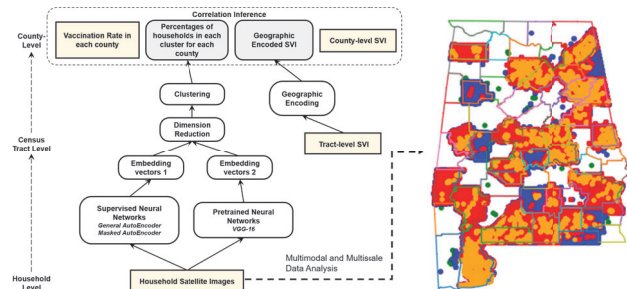 Correlation Inference
County-
Level
Vaccination Rate in
each county
Percentages of
households in each
cluster for each
county
Geographic
Encoded SVI
County-level SVI
Clustering
Geographic
Encoding
Dimension
Reduction
Census
Tract Level
Tract-level SVI
Embedding
vectors 1
Embedding
vectors 2
Supervised Neural
Networks
General AutoEncoder
Masked AutoEncoder
Pretrained Neural
Networks
VGG-16
Multimodal and Multiscale
Data Analysis
Household
Level
Household Satellite Images